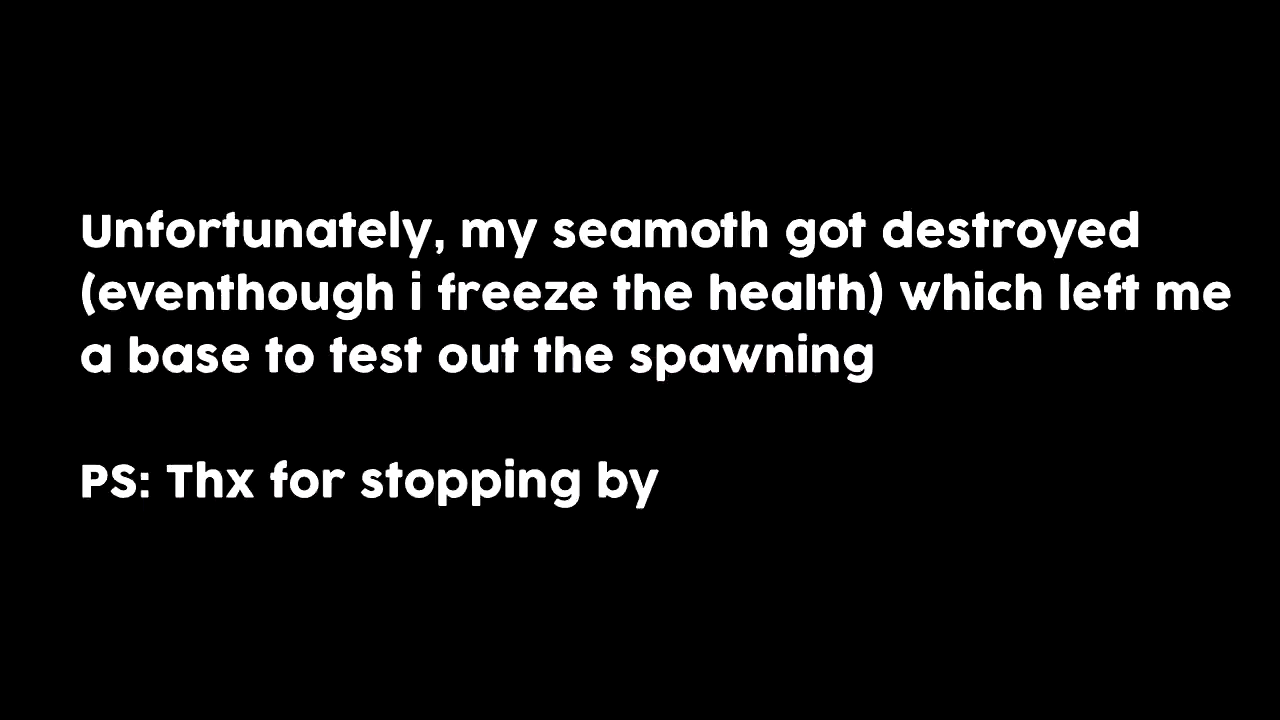 Unfortunately, my seamoth got destroyed
(eventhough i freeze the health) which left me
a base to test out the spawning
PS: Thx for stopping by